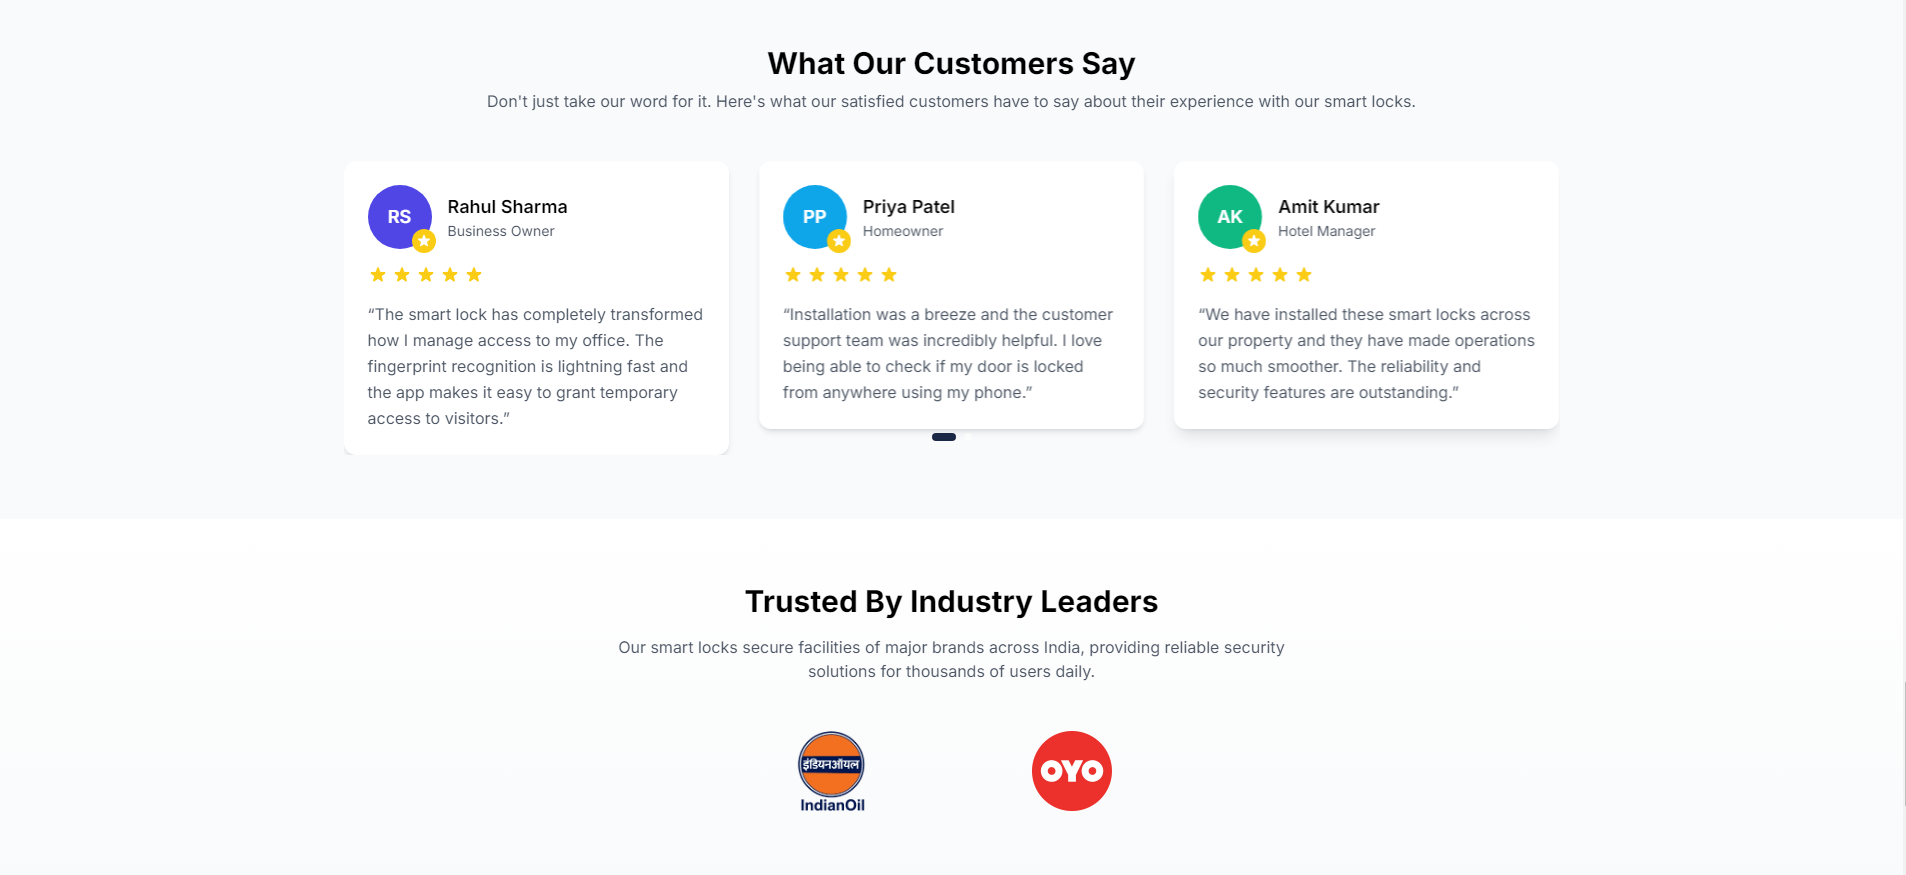 What Our Customers Say
Don't just take our word for it. Here's what our satisfied customers have to say about their experience with our smart locks.
RS
Rahul Sharma
Business Owner
“The smart lock has completely transformed
how I manage access to my office. The
fingerprint recognition is lightning fast and
the app makes it easy to grant temporary
access to visitors.”
PP
Priya Patel
Homeowner
“Installation was a breeze and the customer
support team was incredibly helpful. I love
being able to check if my door is locked
from anywhere using my phone.”
AK
Amit Kumar
Hotel Manager
“We have installed these smart locks across
our property and they have made operations
so much smoother. The reliability and
security features are outstanding.”
Trusted By Industry Leaders
Our smart locks secure facilities of major brands across India, providing reliable security
solutions for thousands of users daily.
इंडियनऑयल
IndianOil
OYO